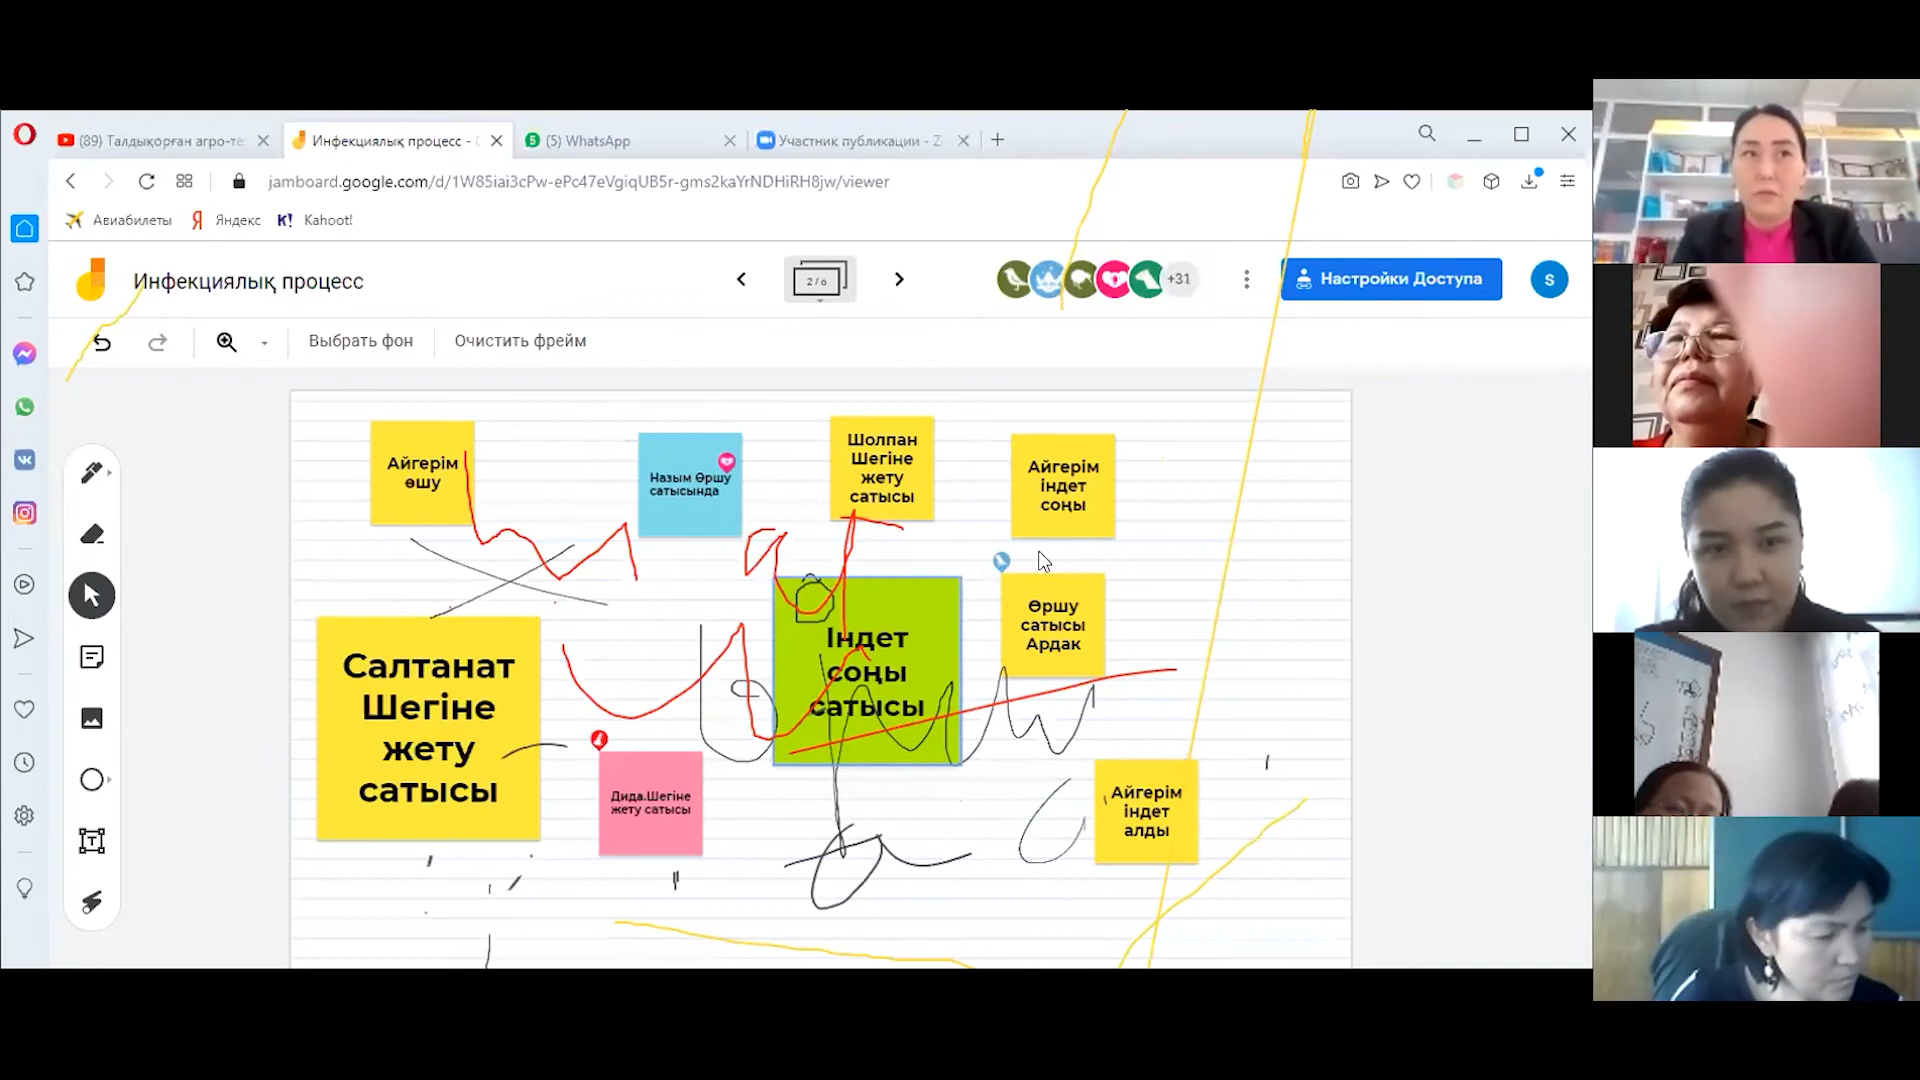 (89) Талдықорған агро-те
Инфекциялық процесс -
(5) WhatsApp
Участник публикации - Z
jamboard.google.com/d/1W85iai3cPw-ePc47eVgiqUB5r-gms2kaYrNDHiRH8jw/viewer
Авиабилеты
Яндекс
Kahoot!
Инфекциялық процесс
2 / 6
+31
Настройки Доступа
S
Выбрать фон
Очистить фрейм
Айгерім
өшу
Назым Өршу
сатысында
Шолпан
Шегіне
жету
сатысы
Айгерім
індет
соңы
Салтанат
Шегіне
жету
сатысы
Індет
соңы
сатысы
Өршу
сатысы
Ардак
Дида.Шегіне
жету сатысы
Айгерім
індет
алды